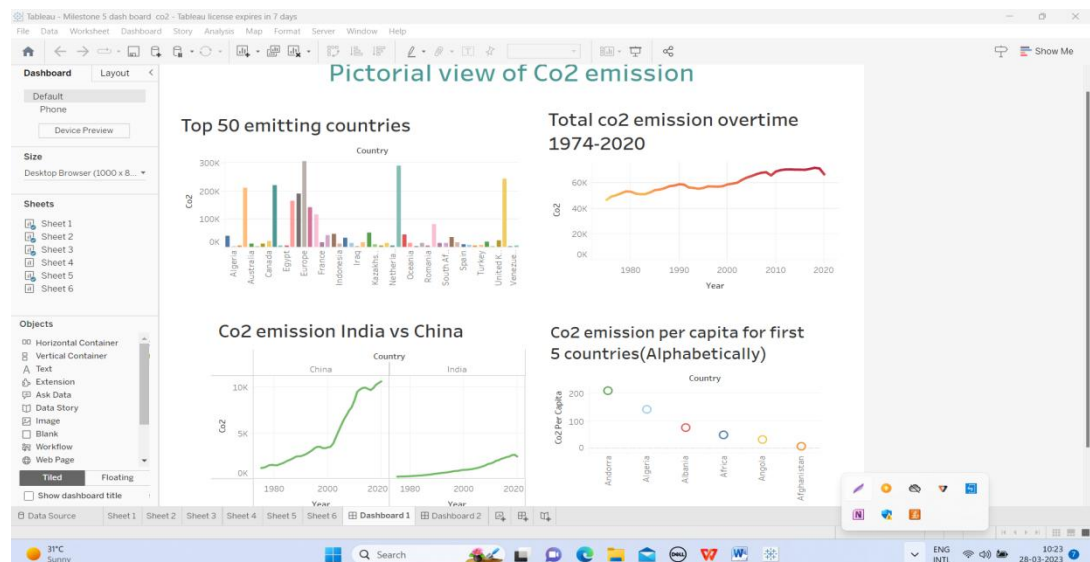 Tableau - Milestone 5 dash board co2 - Tableau license expires in 7 days
File Data Worksheet Dashboard Story Analysis Map Format Server Window Help
Show Me
Dashboard Layout
Default
Phone
Device Preview
Size
Desktop Browser (1000 x 8...
Sheets
Sheet 1
Sheet 2
Sheet 3
Sheet 4
Sheet 5
Sheet 6
Objects
Horizontal Container
Vertical Container
Text
Extension
Ask Data
Data Story
Image
Blank
Workflow
Web Page
Tiled Floating
Show dashboard title
Pictorial view of Co2 emission
Top 50 emitting countries
Country
Co2
300K
200K
100K
0K
Algeria
Australia
Canada
Egypt
Europe
France
Indonesia
Iraq
Kazakhs..
Netherla
Oceania
Romania
South Af..
Spain
Turkey
United K..
Venezue..
Total co2 emission overtime
1974-2020
Co2
60K
40K
20K
0K
1980 1990 2000 2010 2020
Year
Co2 emission India vs China
Country
China India
Co2
10K
5K
0K
1980 2000 2020 1980 2000 2020
Year Year
Co2 emission per capita for first
5 countries(Alphabetically)
Country
Co2 Per Capita
200
100
0
Andorra
Algeria
Albania
Africa
Angola
Afghanistan
Data Source Sheet 1 Sheet 2 Sheet 3 Sheet 4 Sheet 5 Sheet 6 Dashboard 1 Dashboard 2
31°C
Sunny
Search
ENG
INTL
10:23
28-03-2023